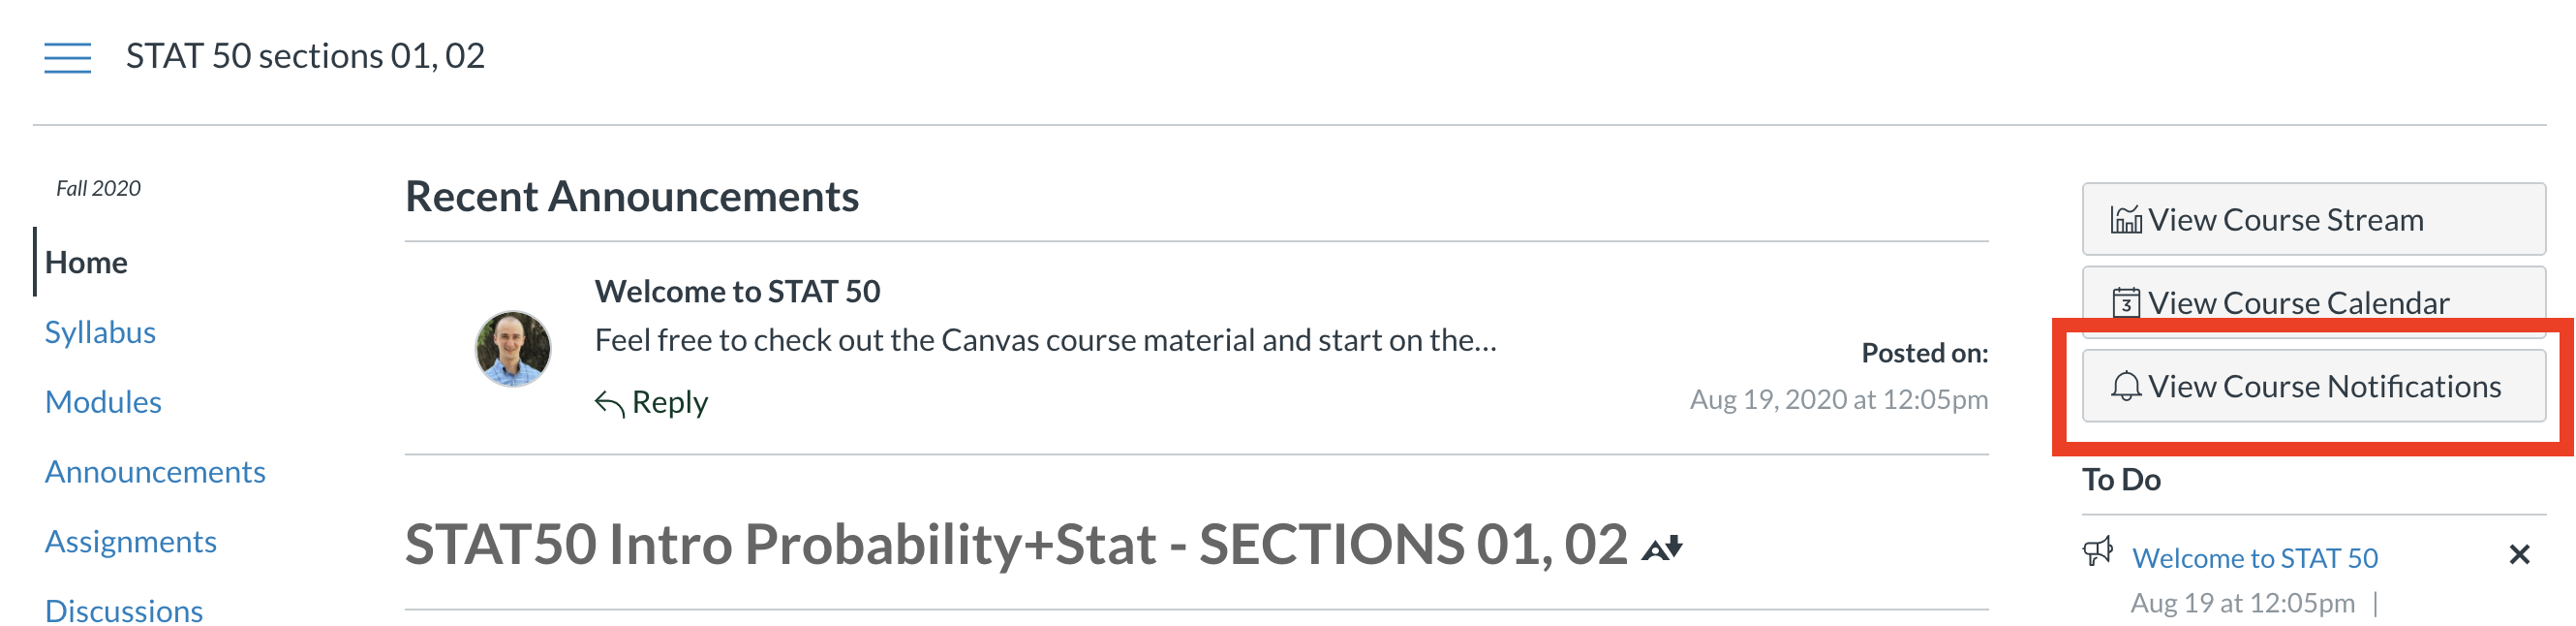 STAT 50 sections 01, 02
Fall 2020
Home
Syllabus
Modules
Announcements
Assignments
Discussions
Recent Announcements
Welcome to STAT 50
Feel free to check out the Canvas course material and start on the...
Reply
Posted on:
Aug 19, 2020 at 12:05pm
STAT50 Intro Probability+Stat - SECTIONS 01, 02
View Course Stream
3 View Course Calendar
View Course Notifications
To Do
Welcome to STAT 50
Aug 19 at 12:05pm |